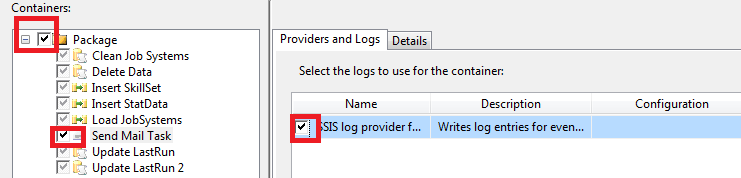 Containers:
Package
Clean Job Systems
Delete Data
Insert SkillSet
Insert StatData
Load JobSystems
Send Mail Task
Update LastRun
Update LastRun 2
Providers and Logs Details
Select the logs to use for the container:
Name Description Configuration
SSIS log provider f... Writes log entries for even...